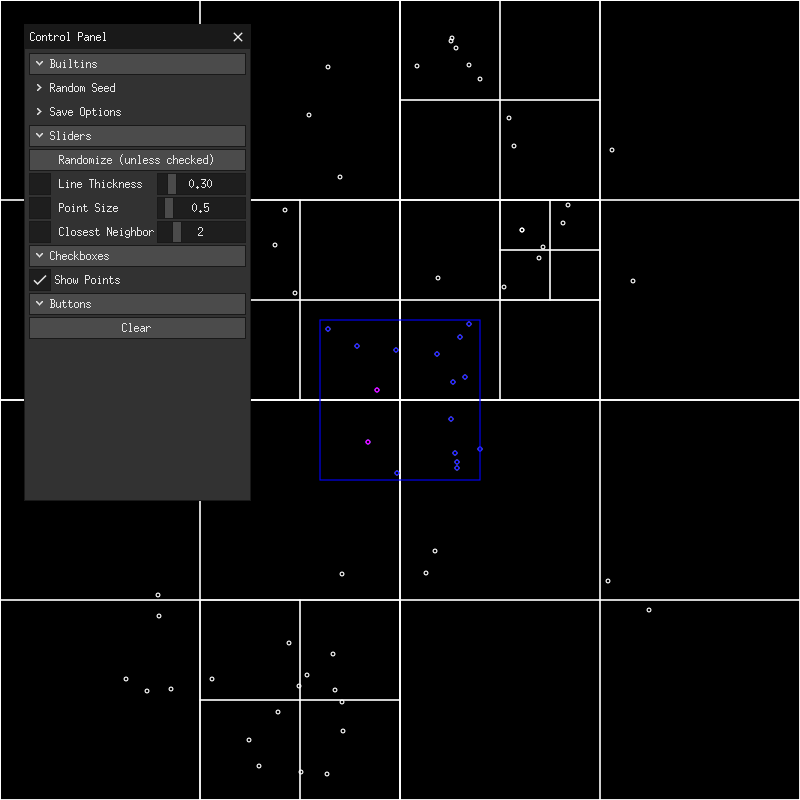 Control Panel
Builtins
Random Seed
Save Options
Sliders
Randomize (unless checked)
Line Thickness 0.30
Point Size 0.5
Closest Neighbor 2
Checkboxes
Show Points
Buttons
Clear